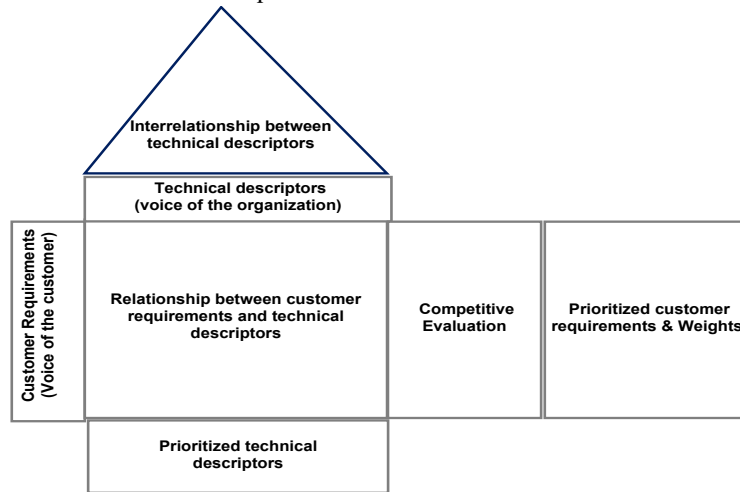 Interrelationship between
technical descriptors
Technical descriptors
(voice of the organization)
Customer Requirements
(Voice of the customer)
Relationship between customer
requirements and technical
descriptors
Competitive
Evaluation
Prioritized customer
requirements & Weights
Prioritized technical
descriptors